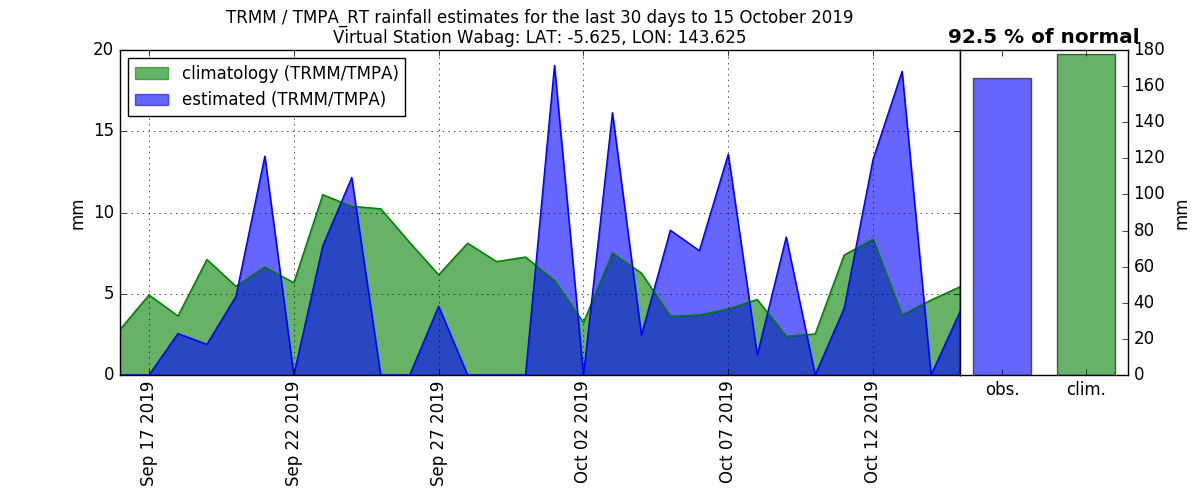 TRMM / TMPA_RT rainfall estimates for the last 30 days to 15 October 2019
Virtual Station Wabag: LAT: -5.625, LON: 143.625
92.5 % of normal
climatology (TRMM/TMPA)
estimated (TRMM/TMPA)
20
15
10
5
0
mm
180
160
140
120
100
80
60
40
20
0
mm
Sep 17 2019
Sep 22 2019
Sep 27 2019
Oct 02 2019
Oct 07 2019
Oct 12 2019
obs.
clim.